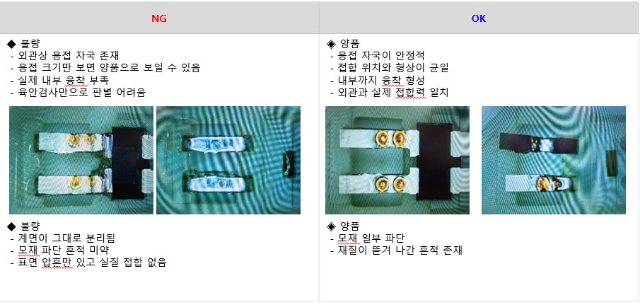 NG
OK
◆ 불량
- 외관상 용접 자국 존재
- 용접 크기만 보면 양품으로 보일 수 있음
- 실제 내부 융착 부족
- 육안검사만으로 판별 어려움
◈ 양품
- 용접 자국이 안정적
- 접합 위치와 형상이 균일
- 내부까지 융착 형성
- 외관과 실제 접합력 일치
◆ 불량
- 계면이 그대로 분리됨
- 모재 파단 흔적 미약
- 표면 압흔만 있고 실질 접합 없음
◈ 양품
- 모재 일부 파단
- 재질이 뜯겨 나간 흔적 존재